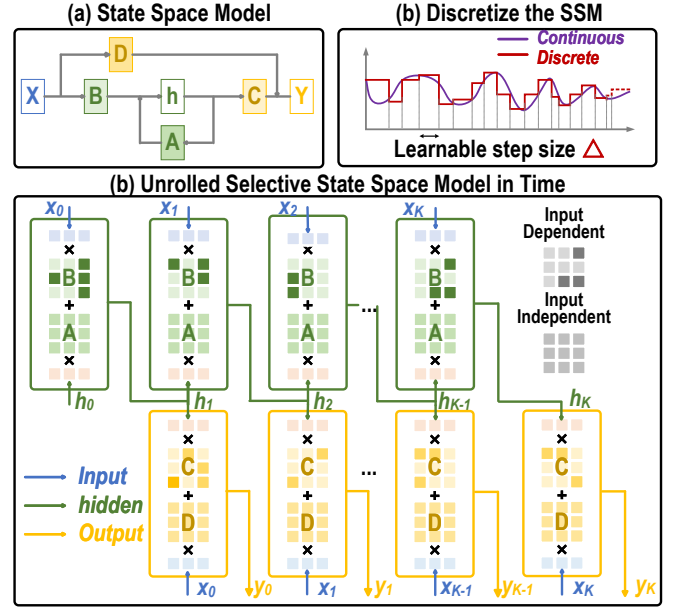 (a) State Space Model
(b) Discretize the SSM
D
X
B
h
C
Y
A
Continuous
Discrete
Learnable step size △
(b) Unrolled Selective State Space Model in Time
x0
x1
x2
xK
Input
Dependent
×
×
×
×
B
B
B
B
+
+
+
...
+
Input
Independent
A
A
A
A
×
×
×
×
h0
h1
h2
hK-1
hK
×
×
×
×
C
C
...
C
C
Input
hidden
Output
+
+
+
+
D
D
D
D
×
×
×
×
x0
y0
x1
y1
xK-1
yK-1
xK
yK